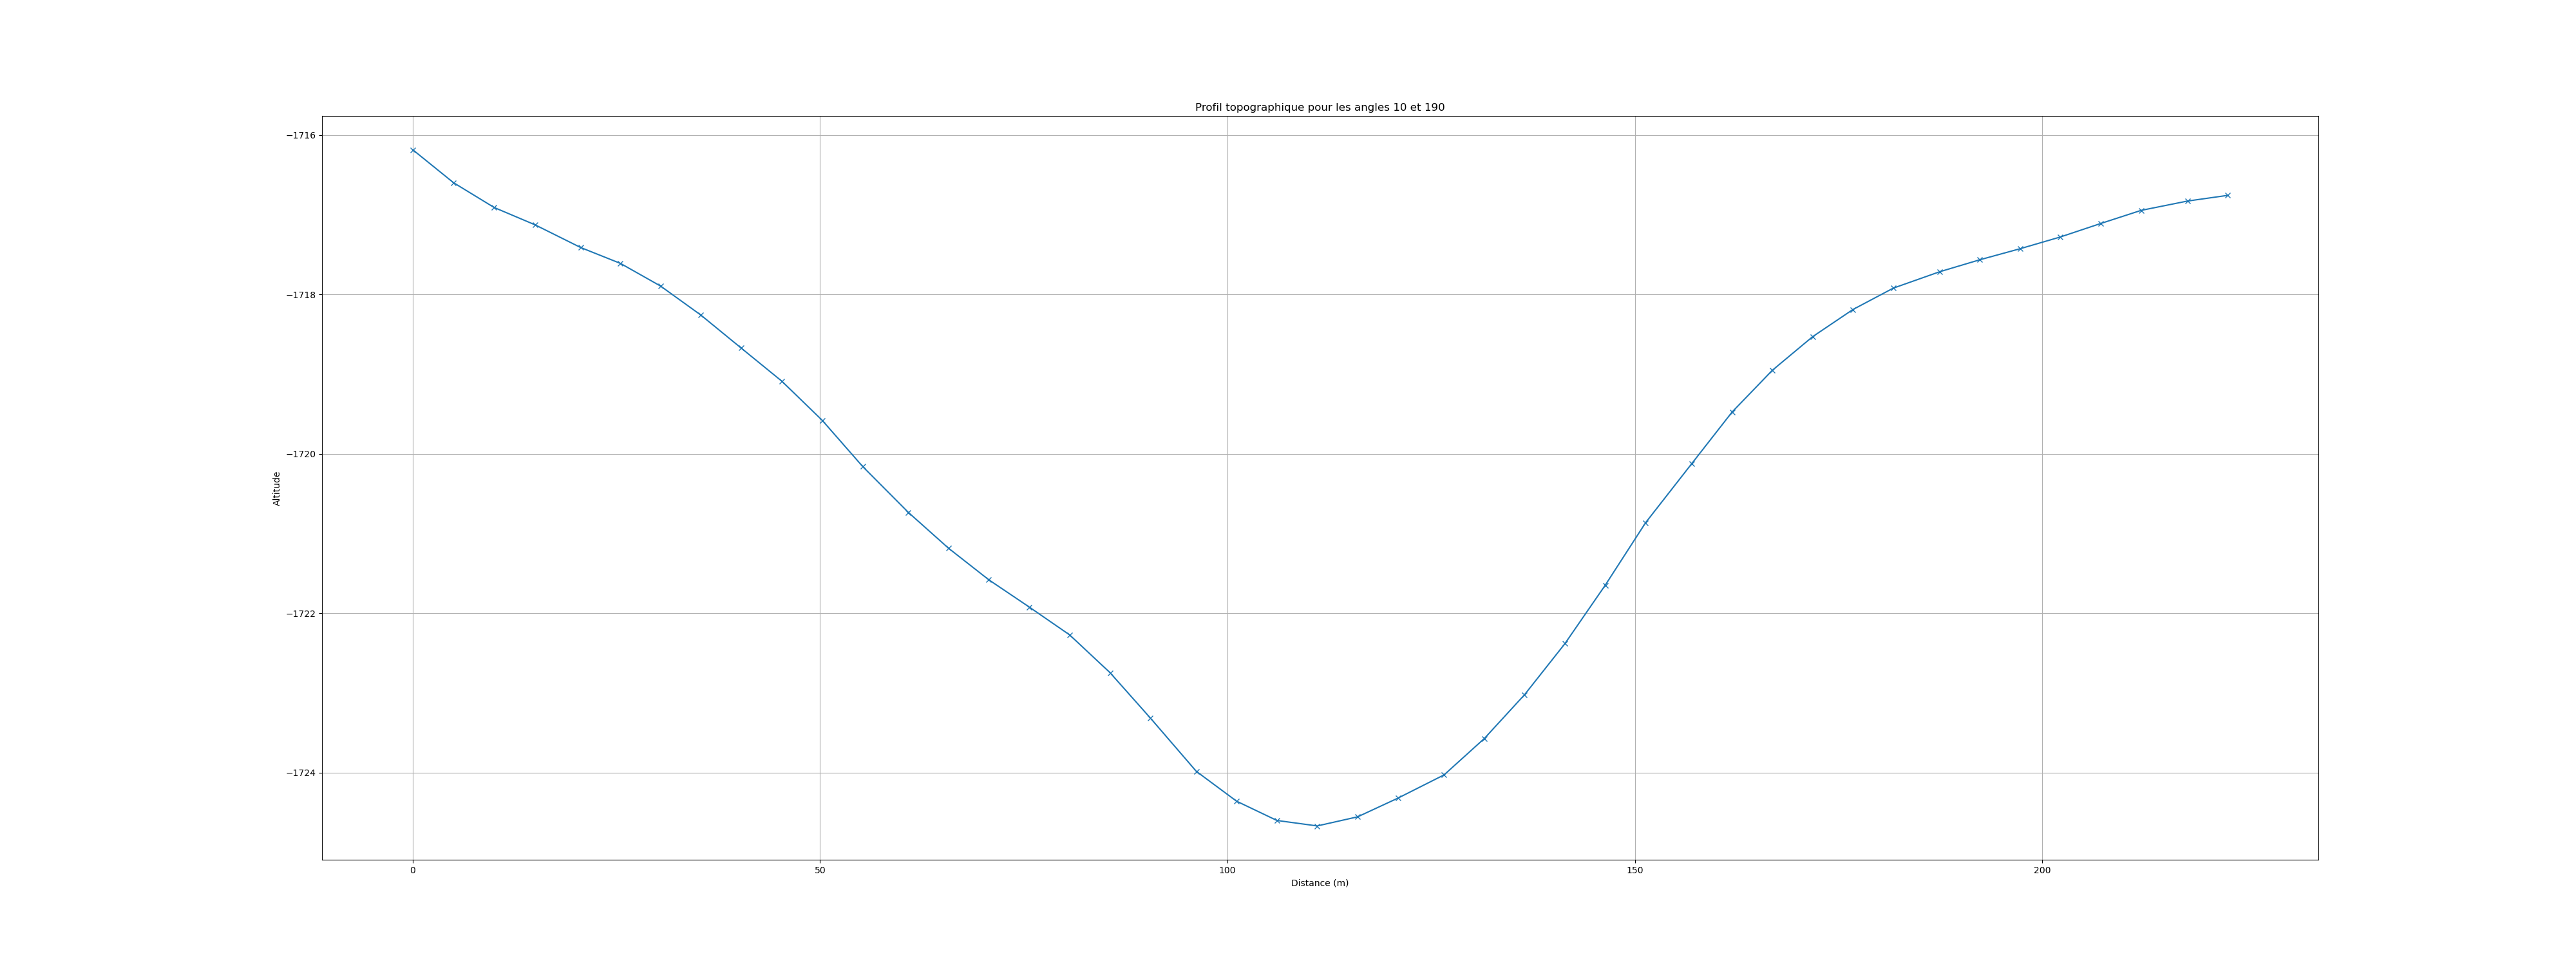 Profil topographique pour les angles 10 et 190
−1716
−1718
−1720
−1722
−1724
Altitude
0 50 100 150 200
Distance (m)